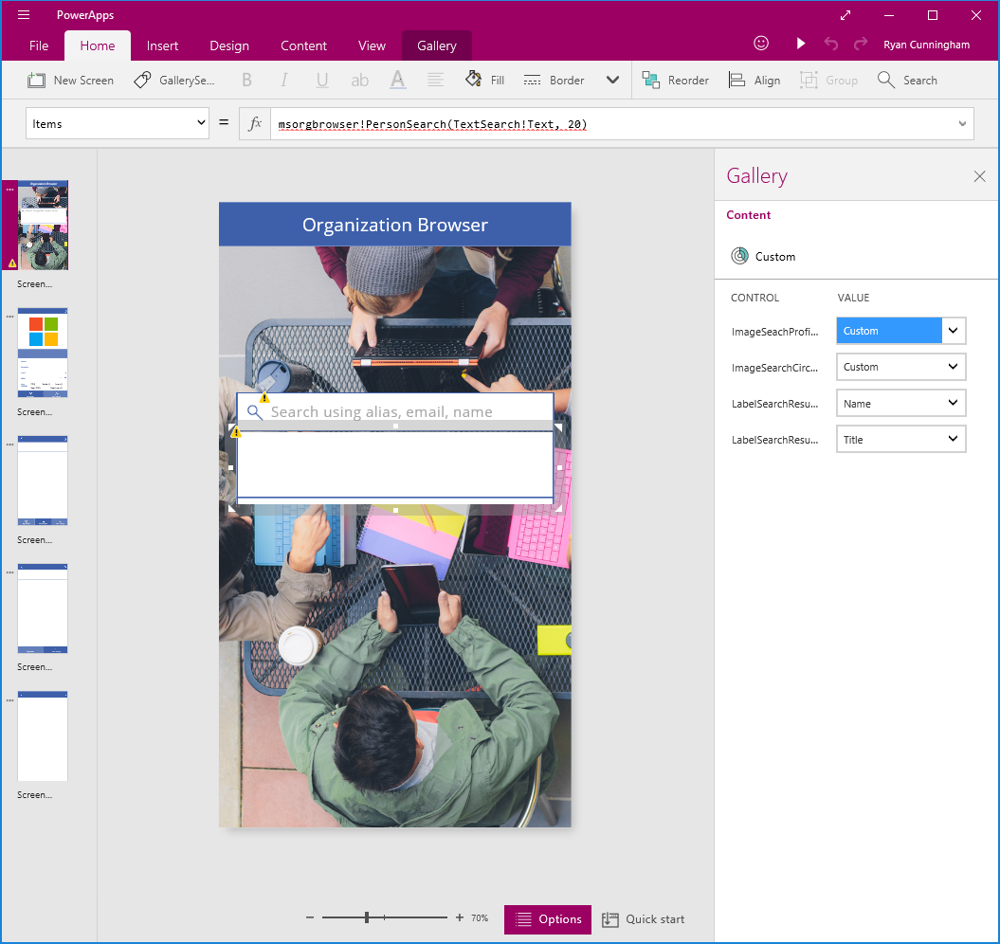 PowerApps
File Home Insert Design Content View Gallery Ryan Cunningham
New Screen GallerySe... B I U ab A Fill Border Reorder Align Group Search
Items = fx msorgbrowser!PersonSearch(TextSearch!Text, 20)
Organization Browser
Screen...
Screen...
Screen...
Screen...
Screen...
Organization Browser
Search using alias, email, name
Gallery
Content
Custom
CONTROL VALUE
ImageSeachProfi... Custom
ImageSearchCirc... Custom
LabelSearchResu... Name
LabelSearchResu... Title
70% Options Quick start